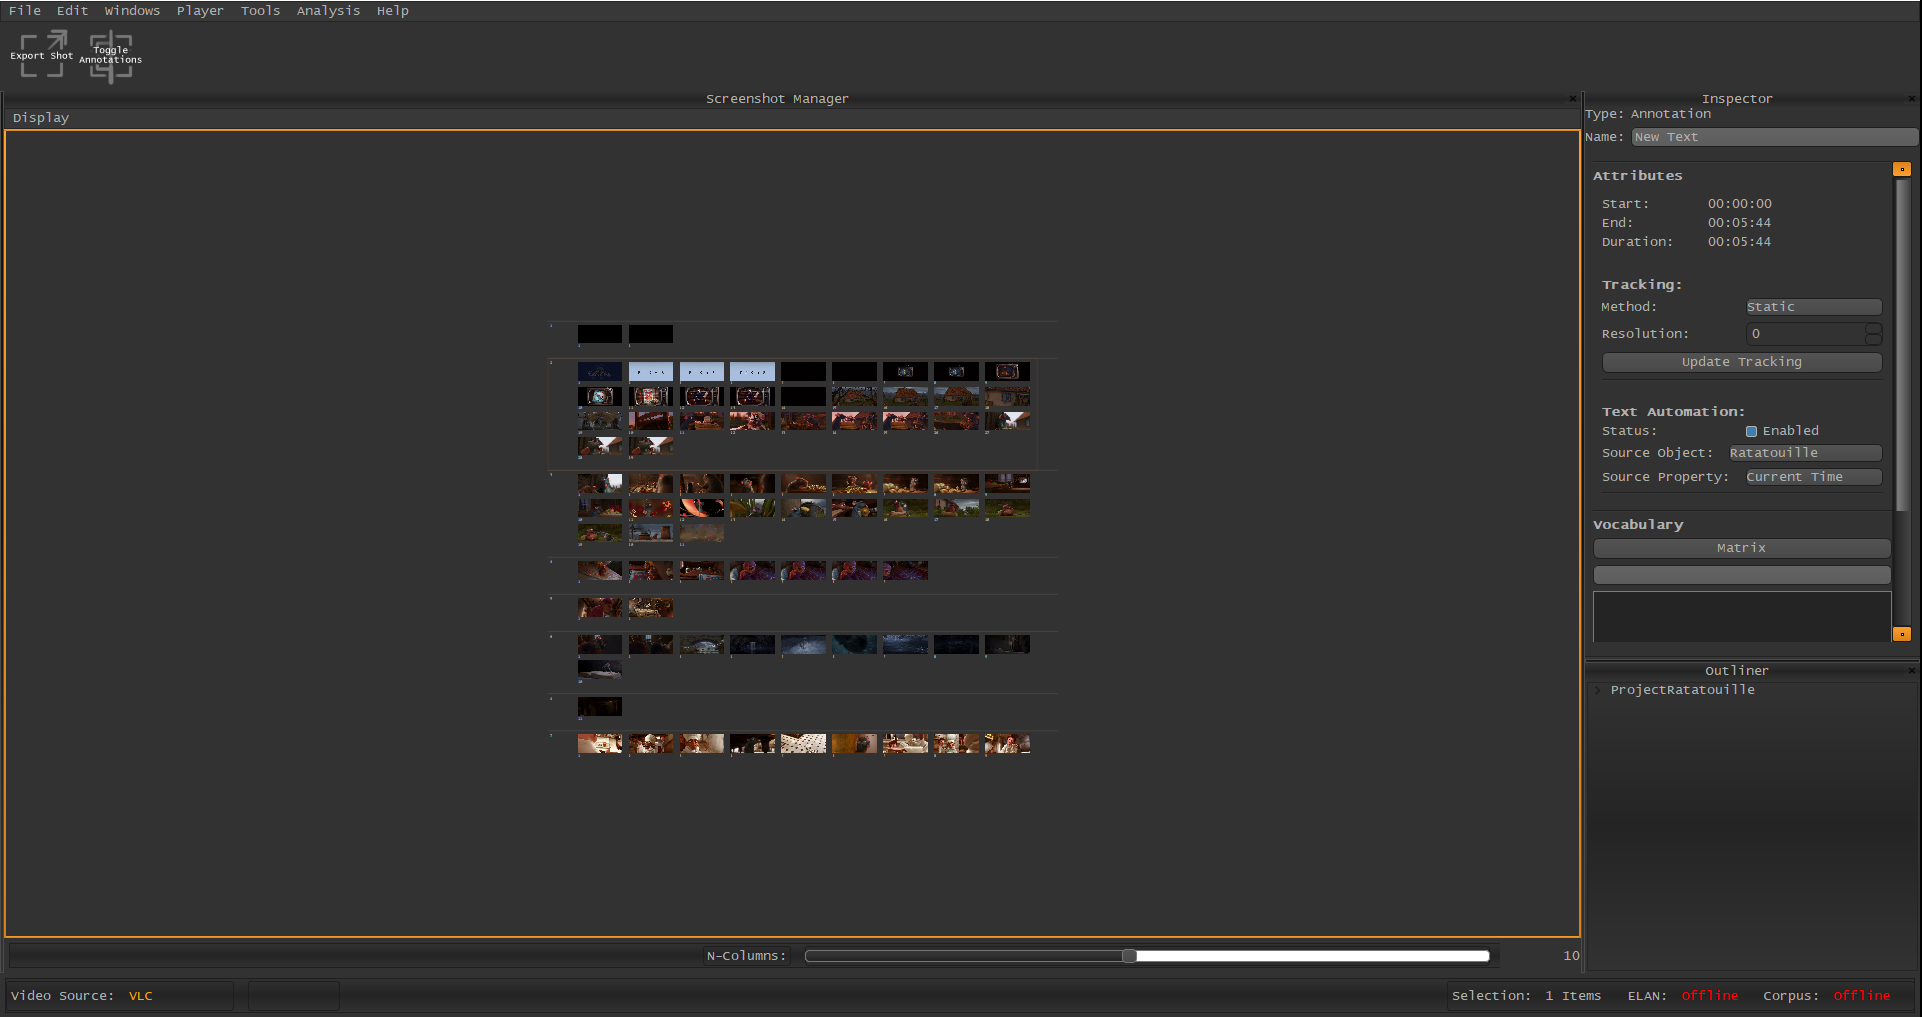 File Edit Windows Player Tools Analysis Help
Export Shot
Toggle
Annotations
Screenshot Manager
Display
N-Columns: 10
Inspector
Type: Annotation
Name: New Text
Attributes
Start: 00:00:00
End: 00:05:44
Duration: 00:05:44
Tracking:
Method: Static
Resolution: 0
Update Tracking
Text Automation:
Status: Enabled
Source Object: Ratatouille
Source Property: Current Time
Vocabulary
Matrix
Outliner
ProjectRatatouille
Video Source: VLC
Selection: 1 Items ELAN: Offline Corpus: Offline